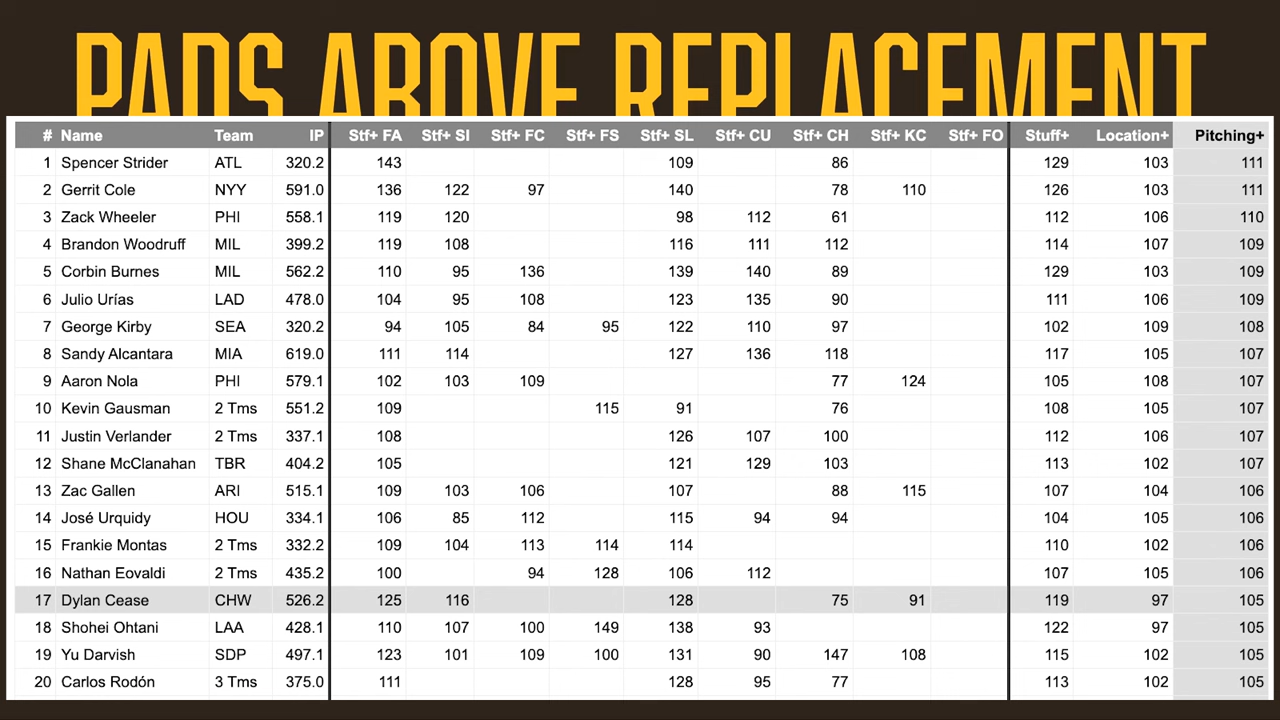 PADS ABOVE REPLACEMENT
# Name Team IP Stf+ FA Stf+ SI Stf+ FC Stf+ FS Stf+ SL Stf+ CU Stf+ CH Stf+ KC Stf+ FO Stuff+ Location+ Pitching+
1 Spencer Strider ATL 320.2 143 109 86 129 103 111
2 Gerrit Cole NYY 591.0 136 122 97 140 78 110 126 103 111
3 Zack Wheeler PHI 558.1 119 120 98 112 61 112 106 110
4 Brandon Woodruff MIL 399.2 119 108 116 111 112 114 107 109
5 Corbin Burnes MIL 562.2 110 95 136 139 140 89 129 103 109
6 Julio Urías LAD 478.0 104 95 108 123 135 90 111 106 109
7 George Kirby SEA 320.2 94 105 84 95 122 110 97 102 109 108
8 Sandy Alcantara MIA 619.0 111 114 127 136 118 117 105 107
9 Aaron Nola PHI 579.1 102 103 109 77 124 105 108 107
10 Kevin Gausman 2 Tms 551.2 109 115 91 76 108 105 107
11 Justin Verlander 2 Tms 337.1 108 126 107 100 112 106 107
12 Shane McClanahan TBR 404.2 105 121 129 103 113 102 107
13 Zac Gallen ARI 515.1 109 103 106 107 88 115 107 104 106
14 José Urquidy HOU 334.1 106 85 112 115 94 94 104 105 106
15 Frankie Montas 2 Tms 332.2 109 104 113 114 114 110 102 106
16 Nathan Eovaldi 2 Tms 435.2 100 94 128 106 112 107 105 106
17 Dylan Cease CHW 526.2 125 116 128 75 91 119 97 105
18 Shohei Ohtani LAA 428.1 110 107 100 149 138 93 122 97 105
19 Yu Darvish SDP 497.1 123 101 109 100 131 90 147 108 115 102 105
20 Carlos Rodón 3 Tms 375.0 111 128 95 77 113 102 105